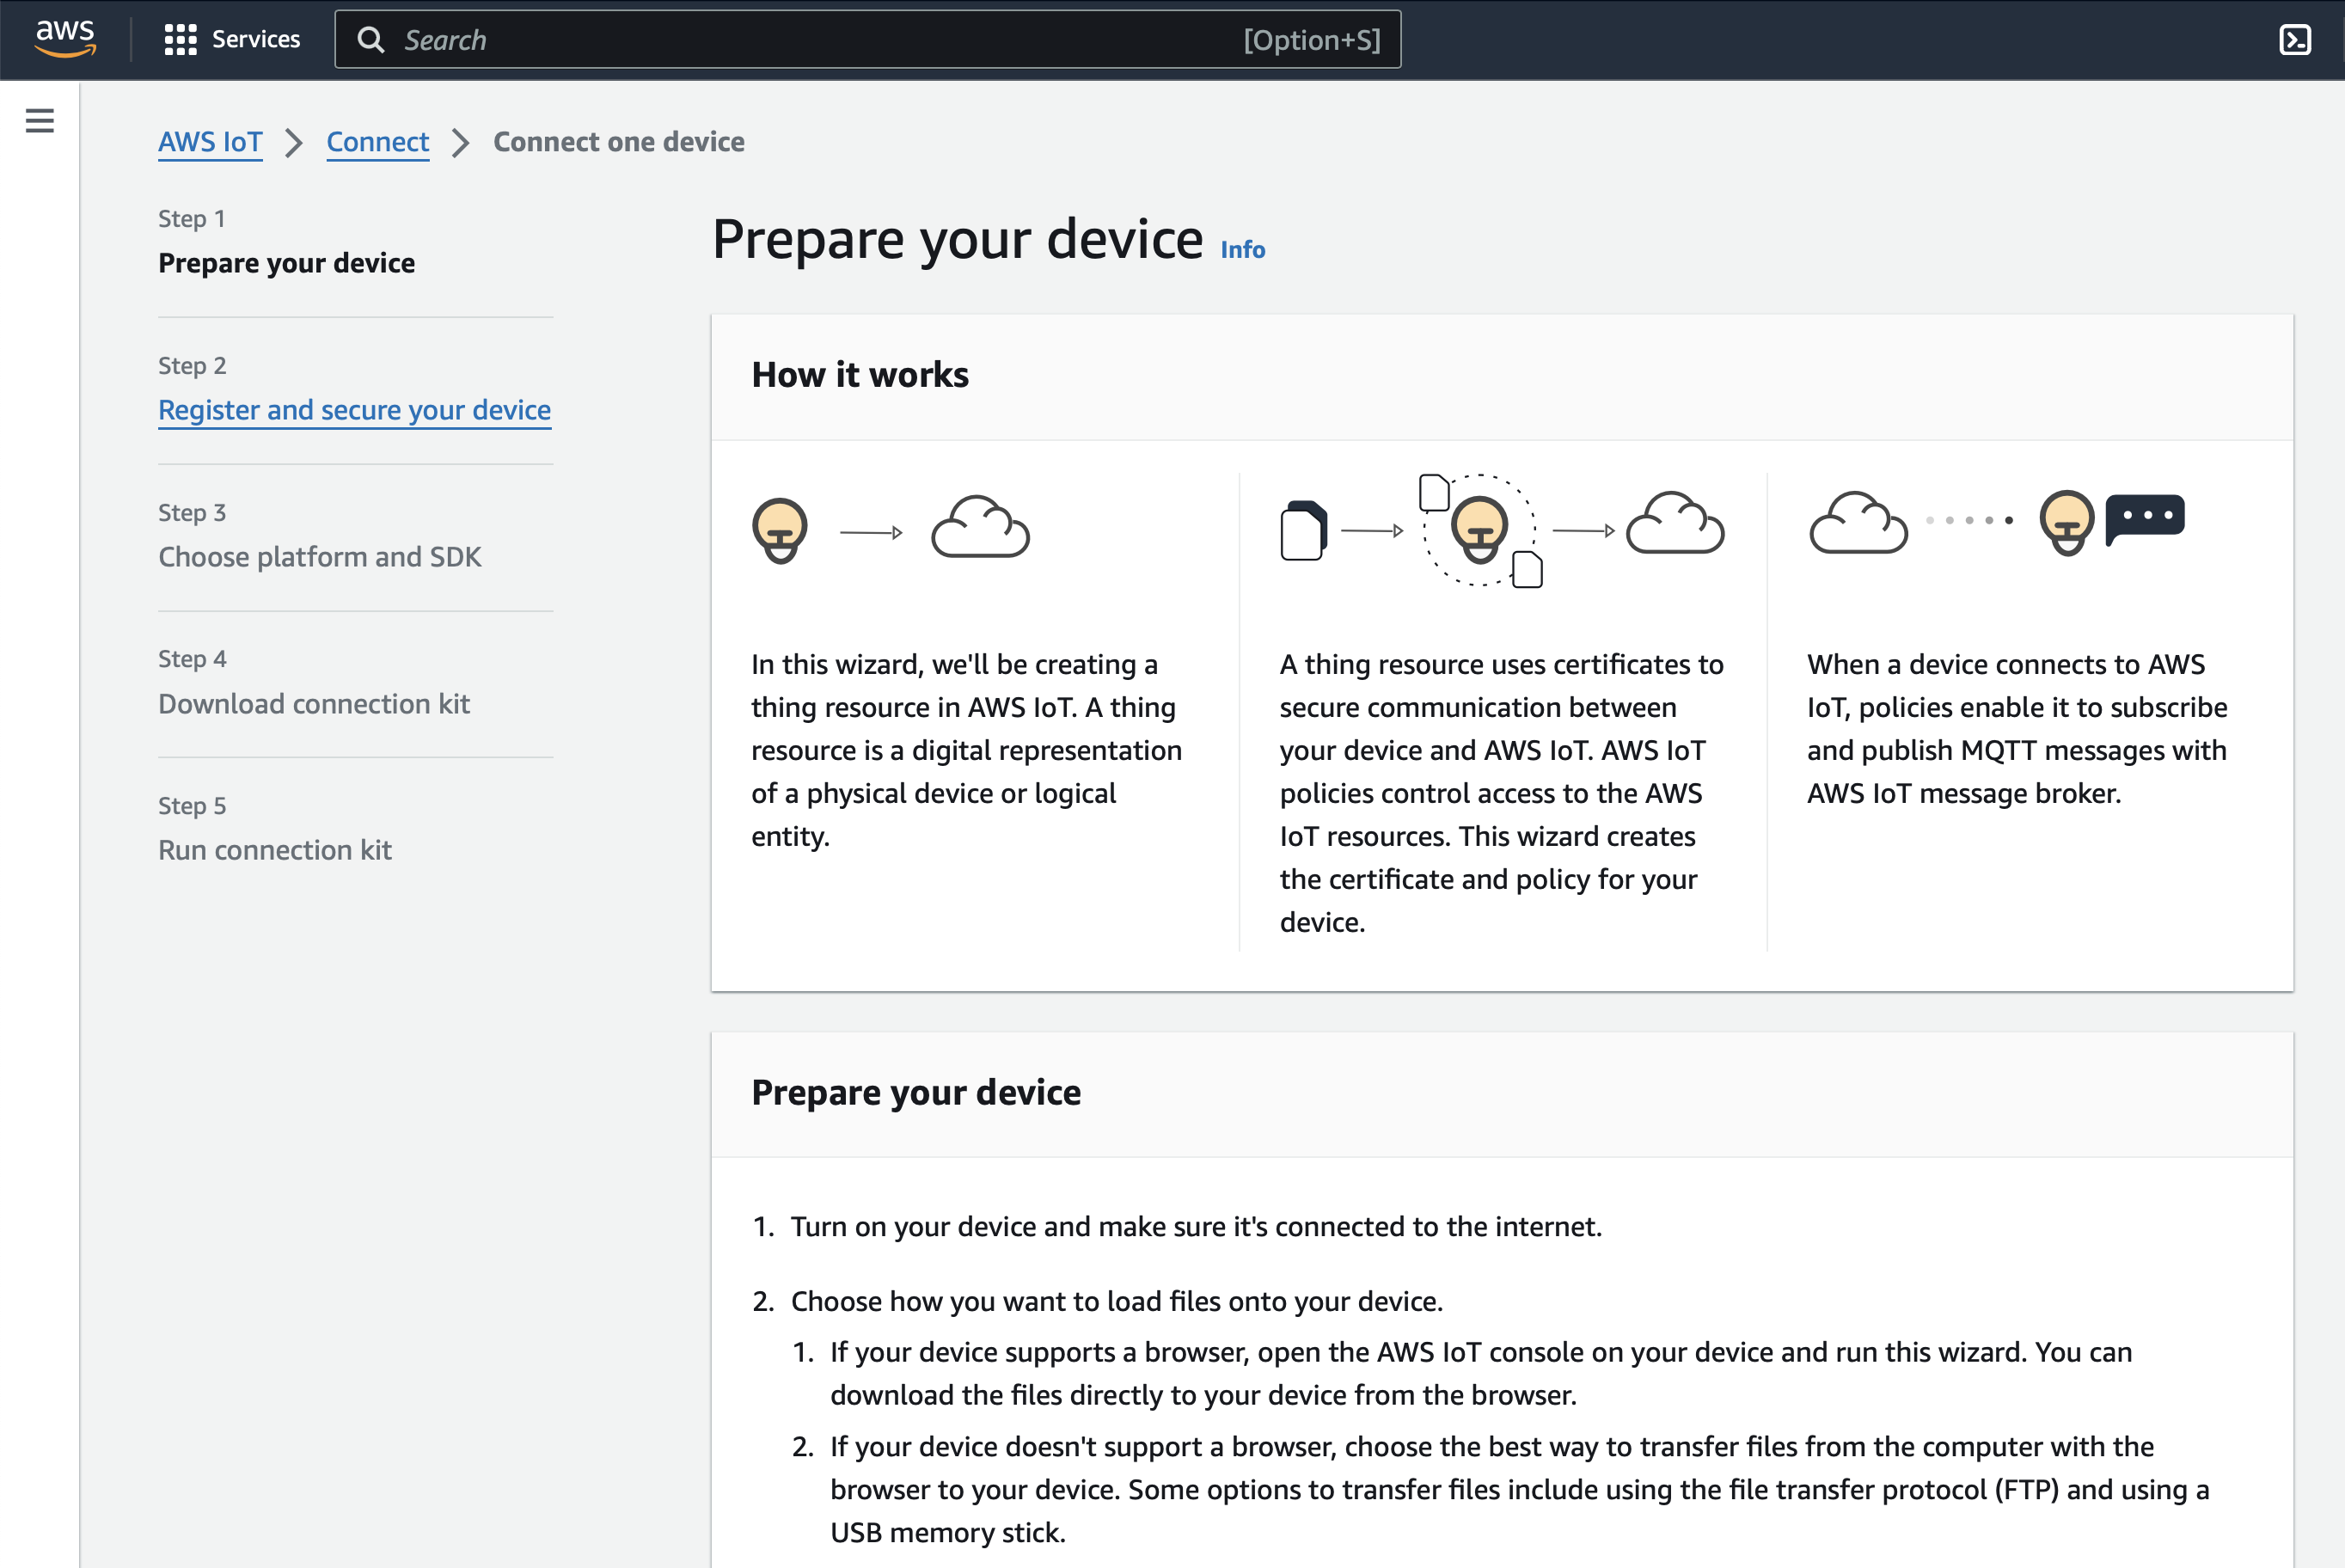 aws
Services
Search
[Option+S]
AWS IoT
Connect
Connect one device
Step 1
Prepare your device
Step 2
Register and secure your device
Step 3
Choose platform and SDK
Step 4
Download connection kit
Step 5
Run connection kit
Prepare your device Info
How it works
In this wizard, we'll be creating a
thing resource in AWS IoT. A thing
resource is a digital representation
of a physical device or logical
entity.
A thing resource uses certificates to
secure communication between
your device and AWS IoT. AWS IoT
policies control access to the AWS
IoT resources. This wizard creates
the certificate and policy for your
device.
When a device connects to AWS
IoT, policies enable it to subscribe
and publish MQTT messages with
AWS IoT message broker.
Prepare your device
1. Turn on your device and make sure it's connected to the internet.
2. Choose how you want to load files onto your device.
1. If your device supports a browser, open the AWS IoT console on your device and run this wizard. You can
download the files directly to your device from the browser.
2. If your device doesn't support a browser, choose the best way to transfer files from the computer with the
browser to your device. Some options to transfer files include using the file transfer protocol (FTP) and using a
USB memory stick.